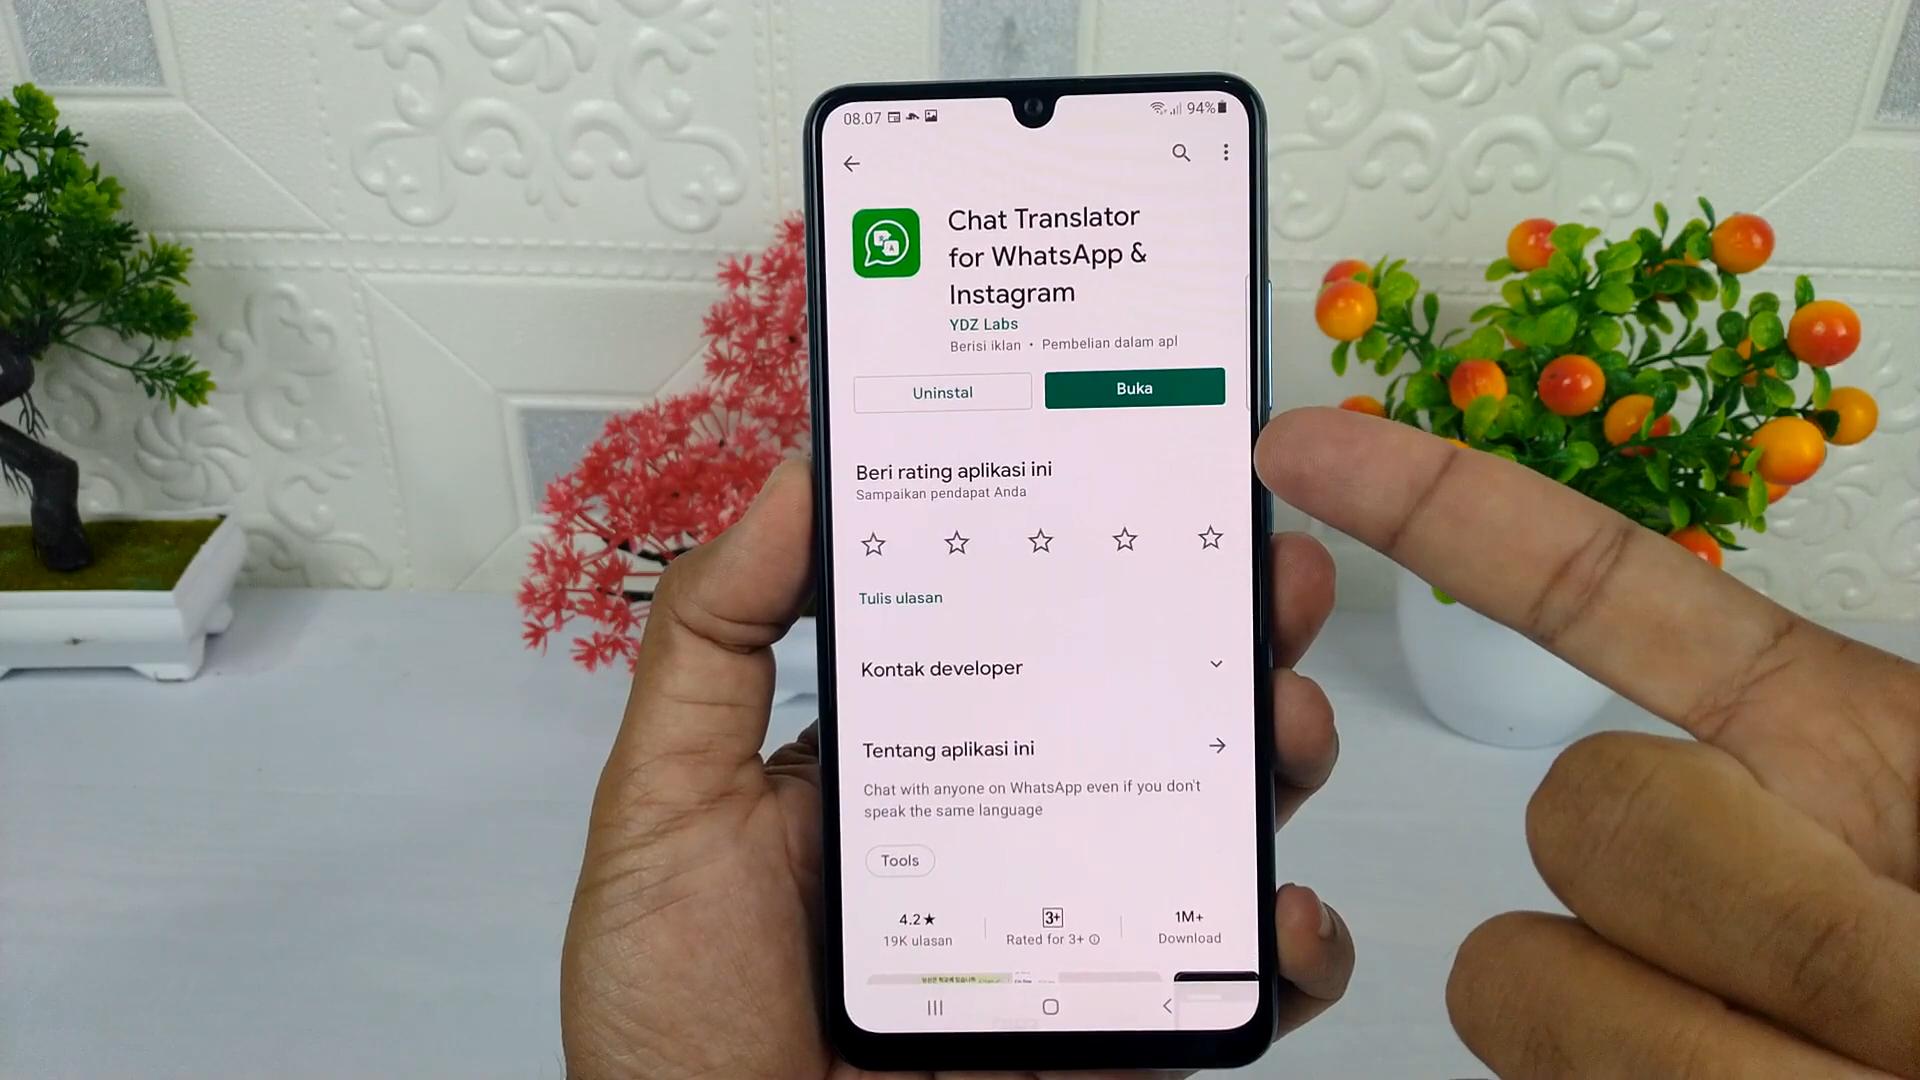 08.07
94%
Chat Translator
for WhatsApp &
Instagram
YDZ Labs
Berisi iklan • Pembelian dalam apl
Uninstal
Buka
Beri rating aplikasi ini
Sampaikan pendapat Anda
Tulis ulasan
Kontak developer
Tentang aplikasi ini
Chat with anyone on WhatsApp even if you don't
speak the same language
Tools
4.2★
19K ulasan
3+
Rated for 3+
1M+
Download